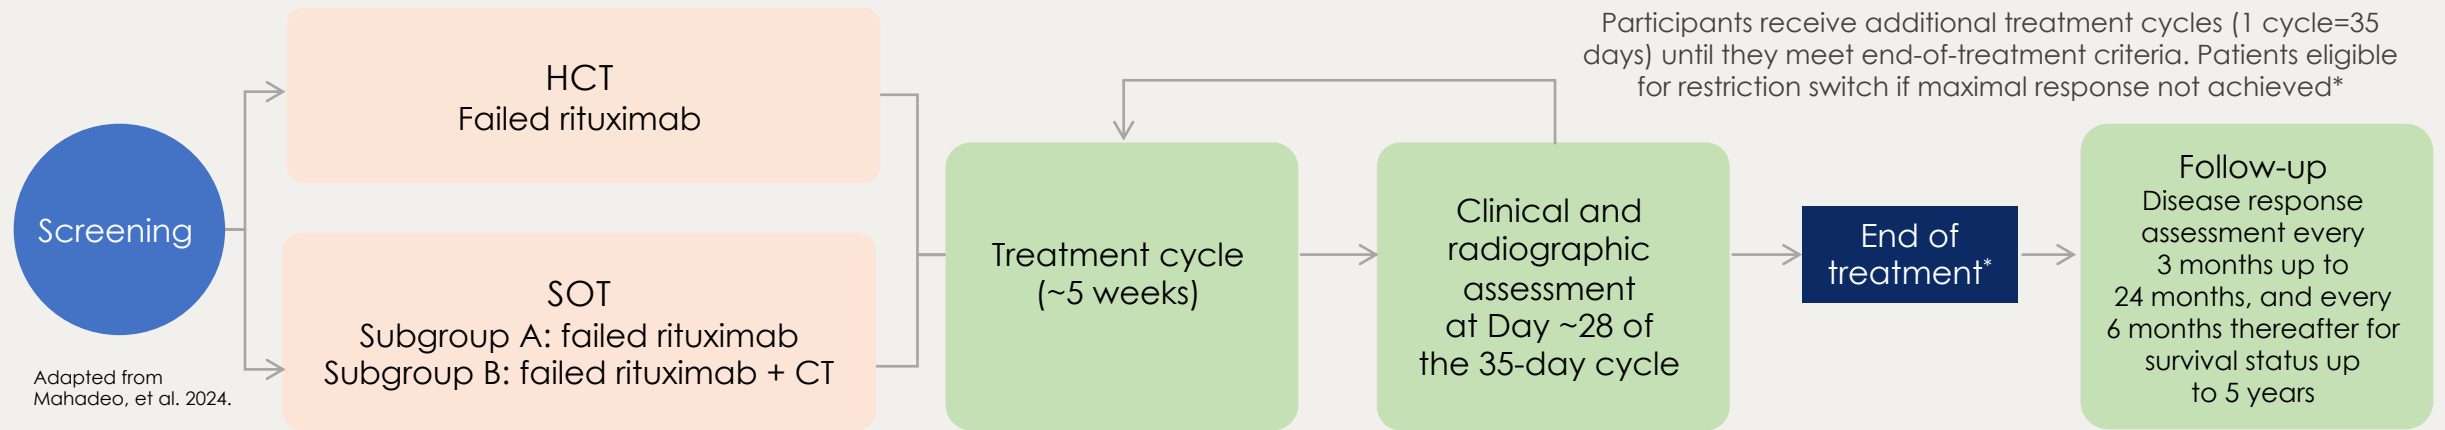 Participants receive additional treatment cycles (1 cycle=35
days) until they meet end-of-treatment criteria. Patients eligible
for restriction switch if maximal response not achieved*
Screening
HCT
Failed rituximab
SOT
Subgroup A: failed rituximab
Subgroup B: failed rituximab + CT
Treatment cycle
(~5 weeks)
Clinical and
radiographic
assessment
at Day ~28 of
the 35-day cycle
End of
treatment*
Follow-up
Disease response
assessment every
3 months up to
24 months, and every
6 months thereafter for
survival status up
to 5 years
Adapted from
Mahadeo, et al. 2024.